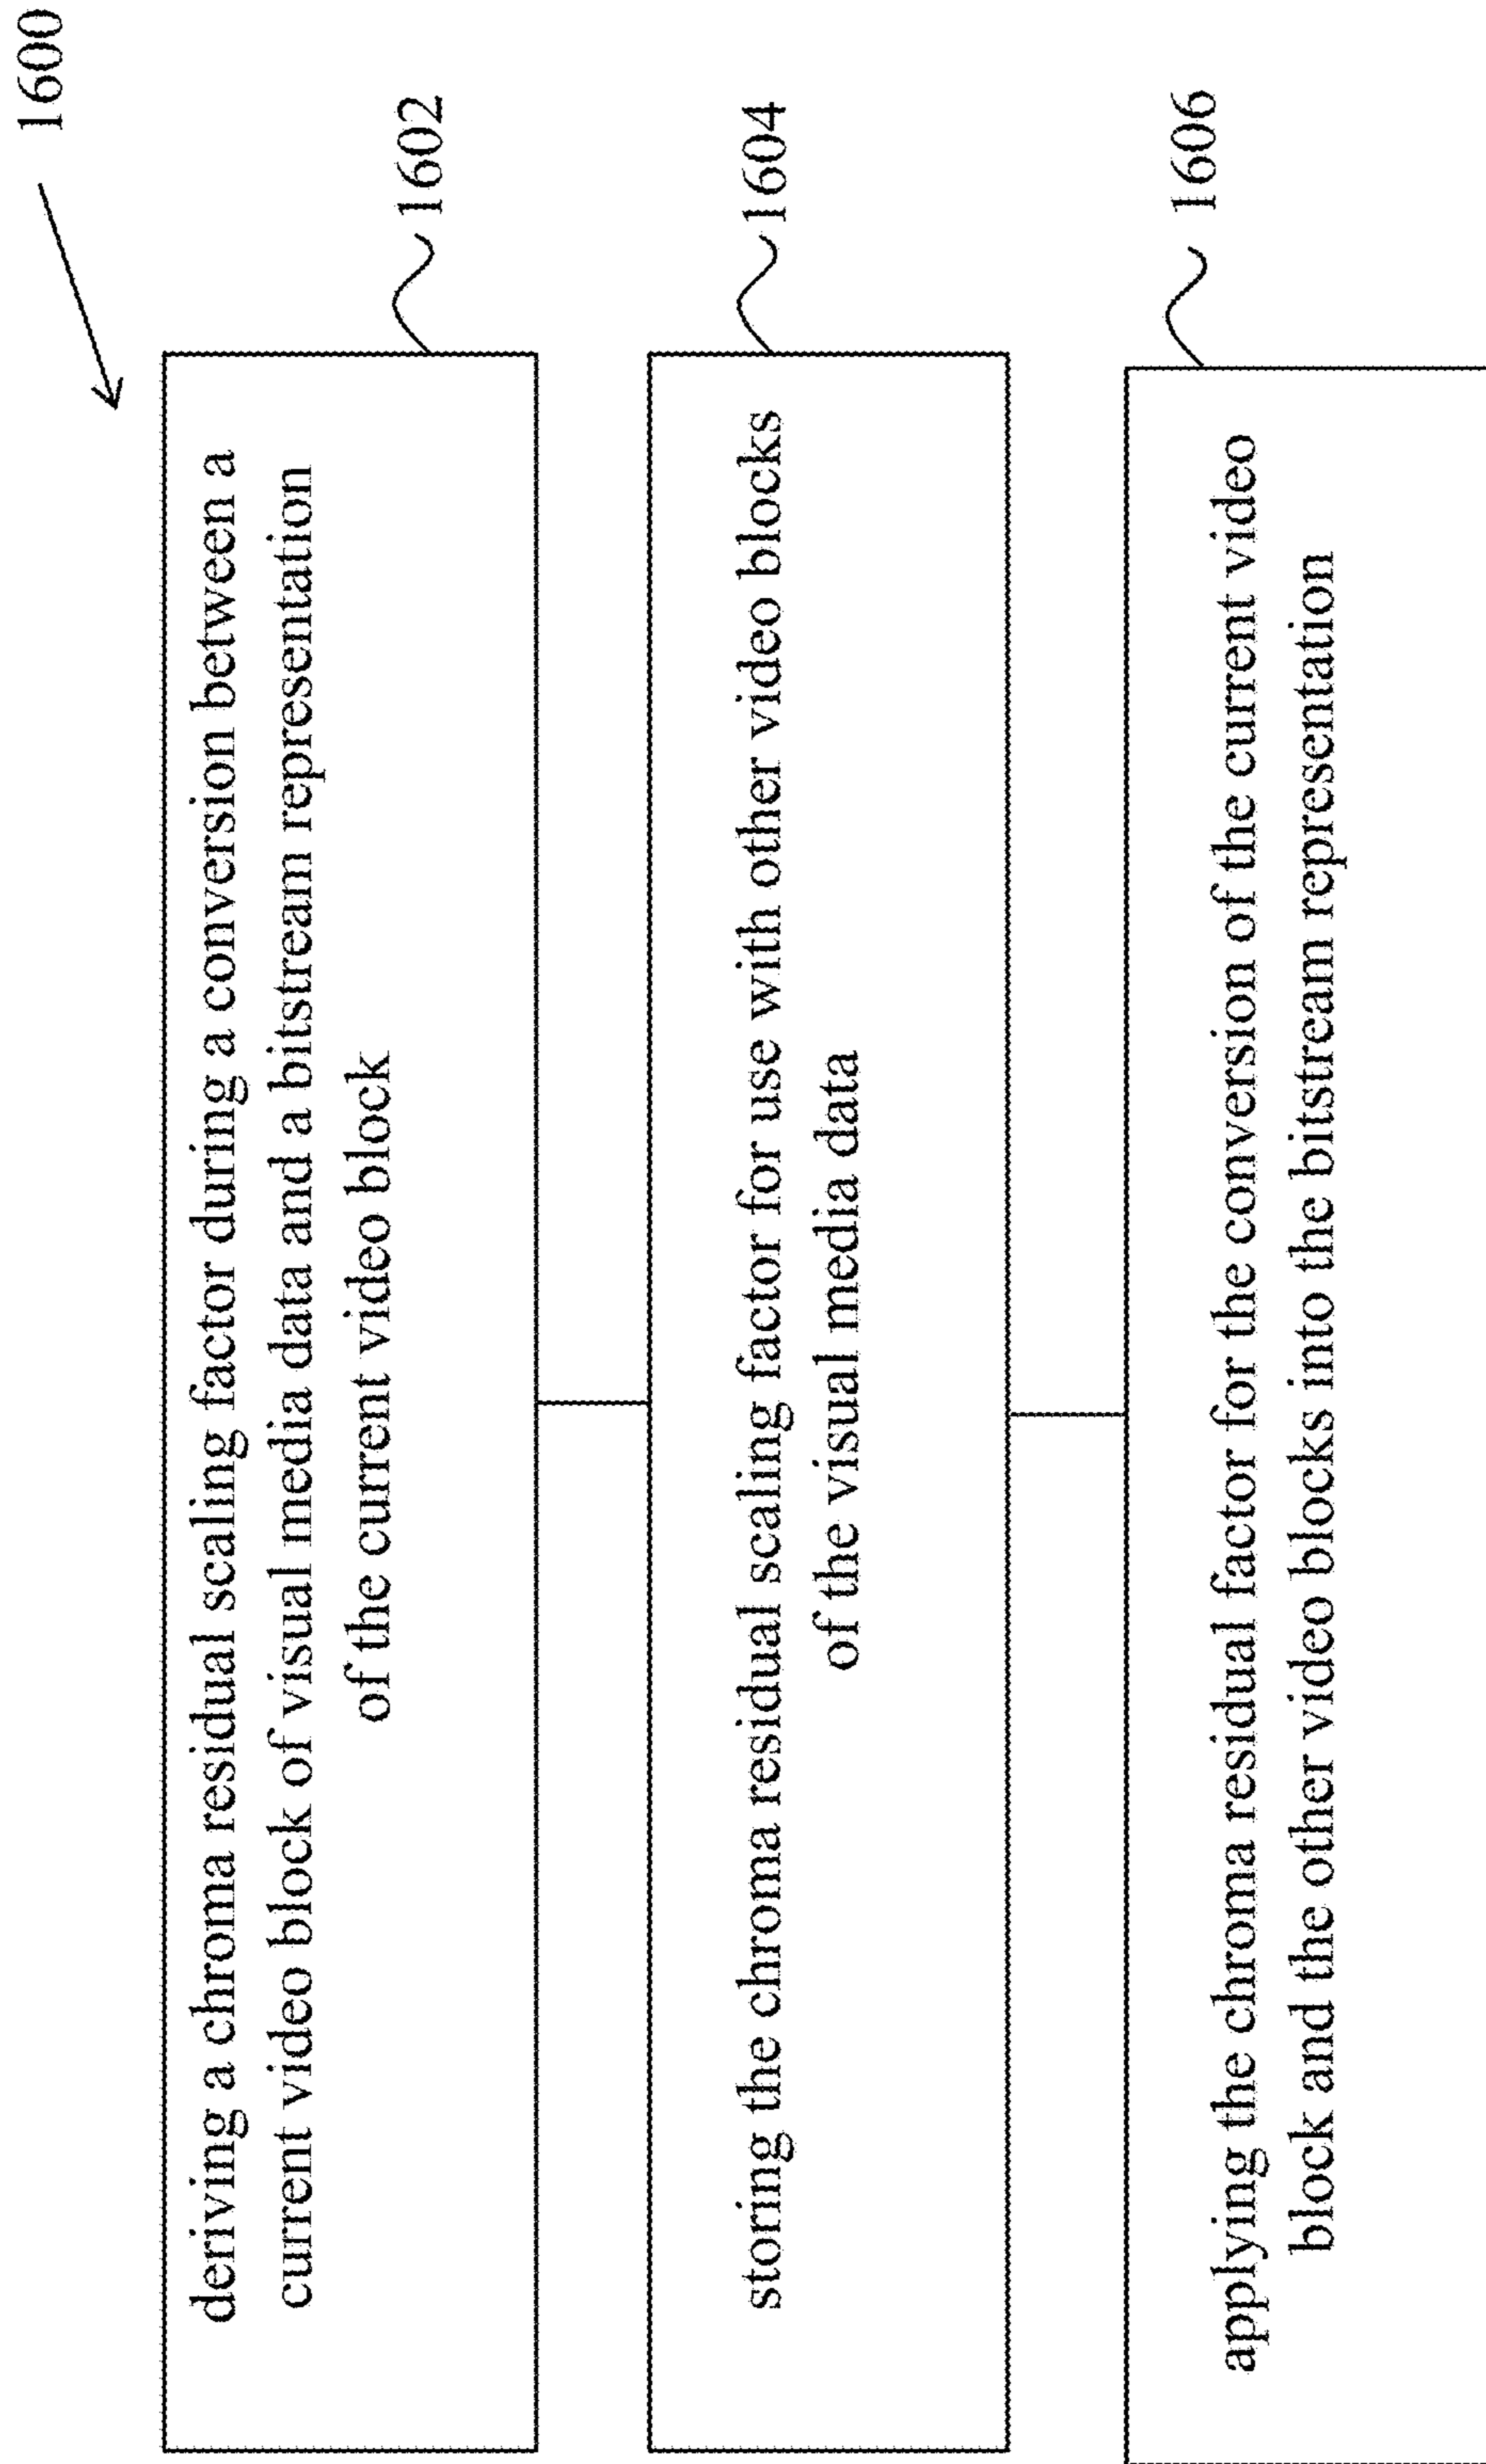 1600
deriving a chroma residual scaling factor during a conversion between a
current video block of visual media data and a bitstream representation
of the current video block
1602
storing the chroma residual scaling factor for use with other video blocks
of the visual media data
1604
applying the chroma residual factor for the conversion of the current video
block and the other video blocks into the bitstream representation
1606